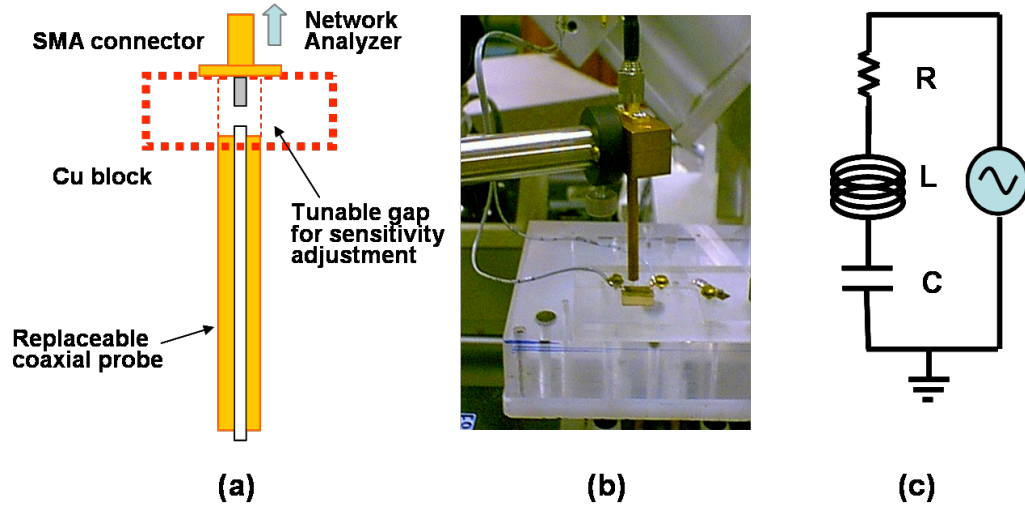 SMA connector
Network
Analyzer
Cu block
Tunable gap
for sensitivity
adjustment
Replaceable
coaxial probe
R
L
C
(a)
(b)
(c)